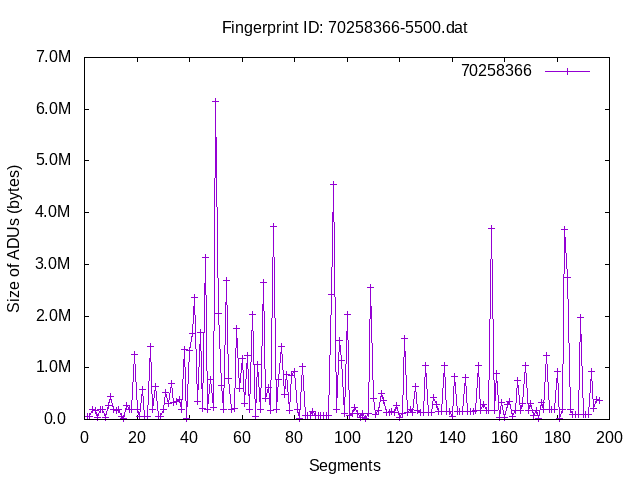 Fingerprint ID: 70258366-5500.dat
70258366
7.0M
6.0M
5.0M
4.0M
3.0M
2.0M
1.0M
0.0
Size of ADUs (bytes)
0 20 40 60 80 100 120 140 160 180 200
Segments